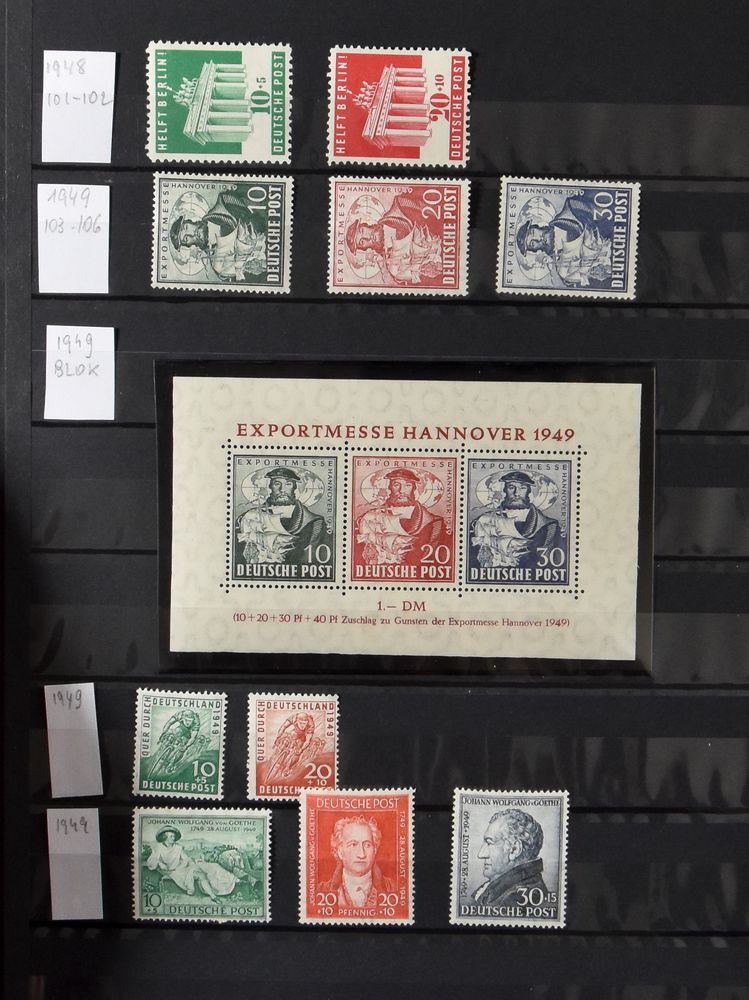 1948
101-102
HELFT BERLIN!
10+5
DEUTSCHE POST
HELFT BERLIN!
20+10
DEUTSCHE POST
1949
103-106
EXPORTMESSE HANNOVER 1949
10
DEUTSCHE POST
EXPORTMESSE HANNOVER 1949
20
DEUTSCHE POST
EXPORTMESSE HANNOVER 1949
30
DEUTSCHE POST
1949
BLOK
EXPORTMESSE HANNOVER 1949
EXPORTMESSE HANNOVER 1949
10
DEUTSCHE POST
EXPORTMESSE HANNOVER 1949
20
DEUTSCHE POST
EXPORTMESSE HANNOVER 1949
30
DEUTSCHE POST
1.— DM
(10+20+30 Pf+40 Pf Zuschlag zu Gunsten der Exportmesse Hannover 1949)
1949
QUER DURCH DEUTSCHLAND 1949
10
+5
DEUTSCHE POST
QUER DURCH DEUTSCHLAND 1949
20
+10
DEUTSCHE POST
1949
JOHANN WOLFGANG VON GOETHE
1749·28.AUGUST·1949
10
+5
DEUTSCHE POST
DEUTSCHE POST
JOHANN WOLFGANG VON GOETHE
1749·28.AUGUST·1949
20 20
+10 PFENNIG +10
JOHANN WOLFGANG VON GOETHE
1749·28.AUGUST·1949
30+15
DEUTSCHE POST